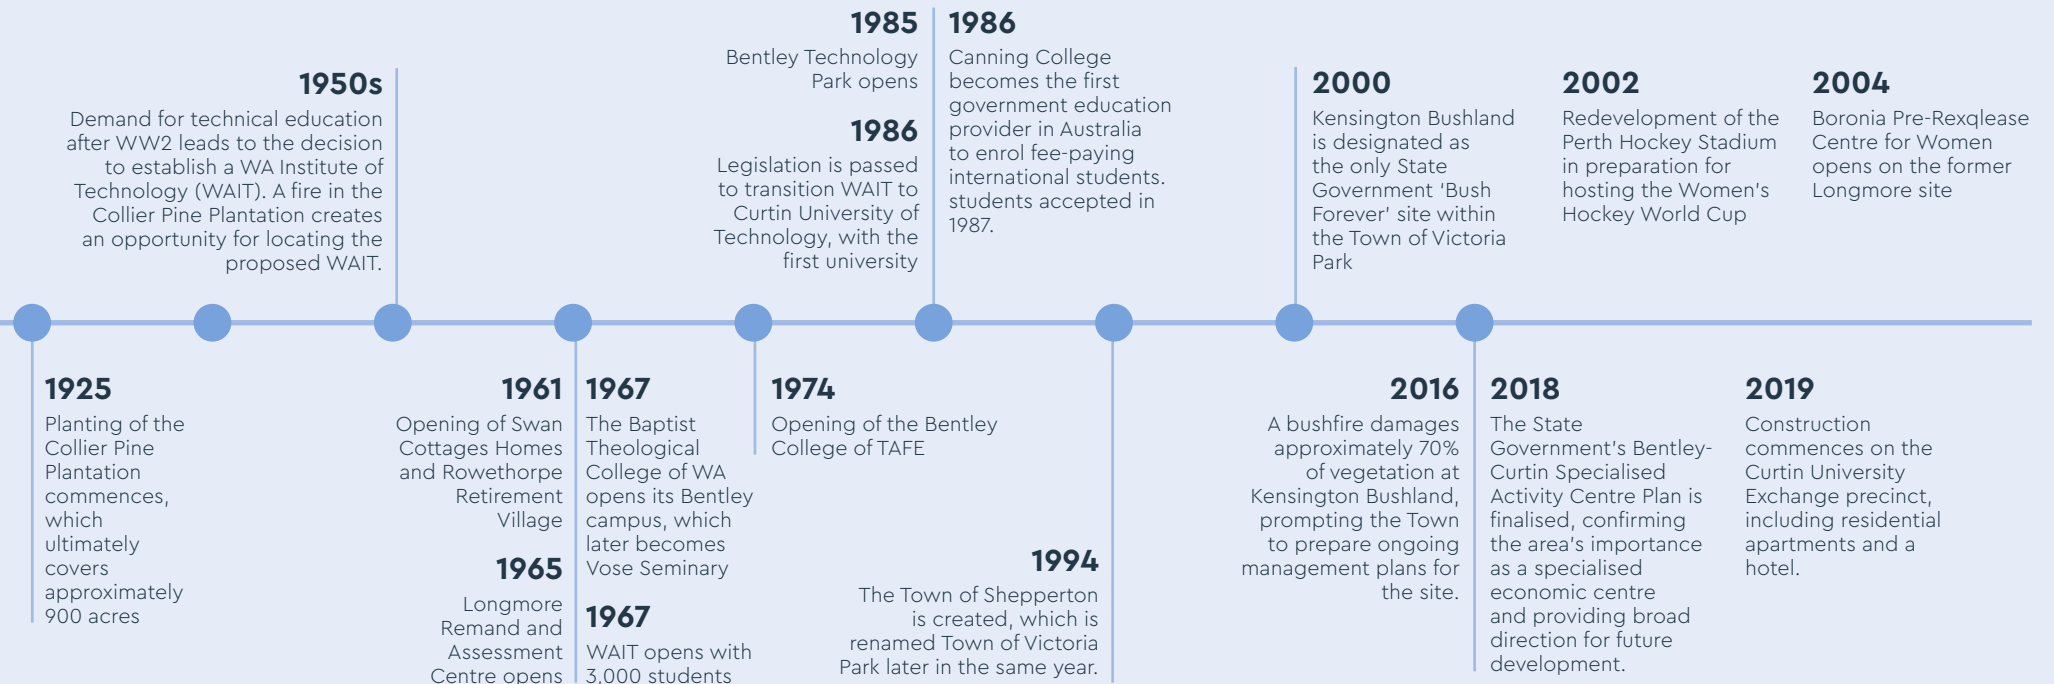 1950s
Demand for technical education
after WW2 leads to the decision
to establish a WA Institute of
Technology (WAIT). A fire in the
Collier Pine Plantation creates
an opportunity for locating the
proposed WAIT.
1985
Bentley Technology
Park opens
1986
Legislation is passed
to transition WAIT to
Curtin University of
Technology, with the
first university
1986
Canning College
becomes the first
government education
provider in Australia
to enrol fee-paying
international students.
students accepted in
1987.
2000
Kensington Bushland
is designated as
the only State
Government ‘Bush
Forever’ site within
the Town of Victoria
Park
2002
Redevelopment of the
Perth Hockey Stadium
in preparation for
hosting the Women’s
Hockey World Cup
2004
Boronia Pre-Rexqlease
Centre for Women
opens on the former
Longmore site
1925
Planting of the
Collier Pine
Plantation
commences,
which
ultimately
covers
approximately
900 acres
1961
Opening of Swan
Cottages Homes
and Rowethorpe
Retirement
Village
1965
Longmore
Remand and
Assessment
Centre opens
1967
The Baptist
Theological
College of WA
opens its Bentley
campus, which
later becomes
Vose Seminary
1967
WAIT opens with
3,000 students
1974
Opening of the Bentley
College of TAFE
1994
The Town of Shepperton
is created, which is
renamed Town of Victoria
Park later in the same year.
2016
A bushfire damages
approximately 70%
of vegetation at
Kensington Bushland,
prompting the Town
to prepare ongoing
management plans for
the site.
2018
The State
Government’s Bentley-
Curtin Specialised
Activity Centre Plan is
finalised, confirming
the area’s importance
as a specialised
economic centre
and providing broad
direction for future
development.
2019
Construction
commences on the
Curtin University
Exchange precinct,
including residential
apartments and a
hotel.